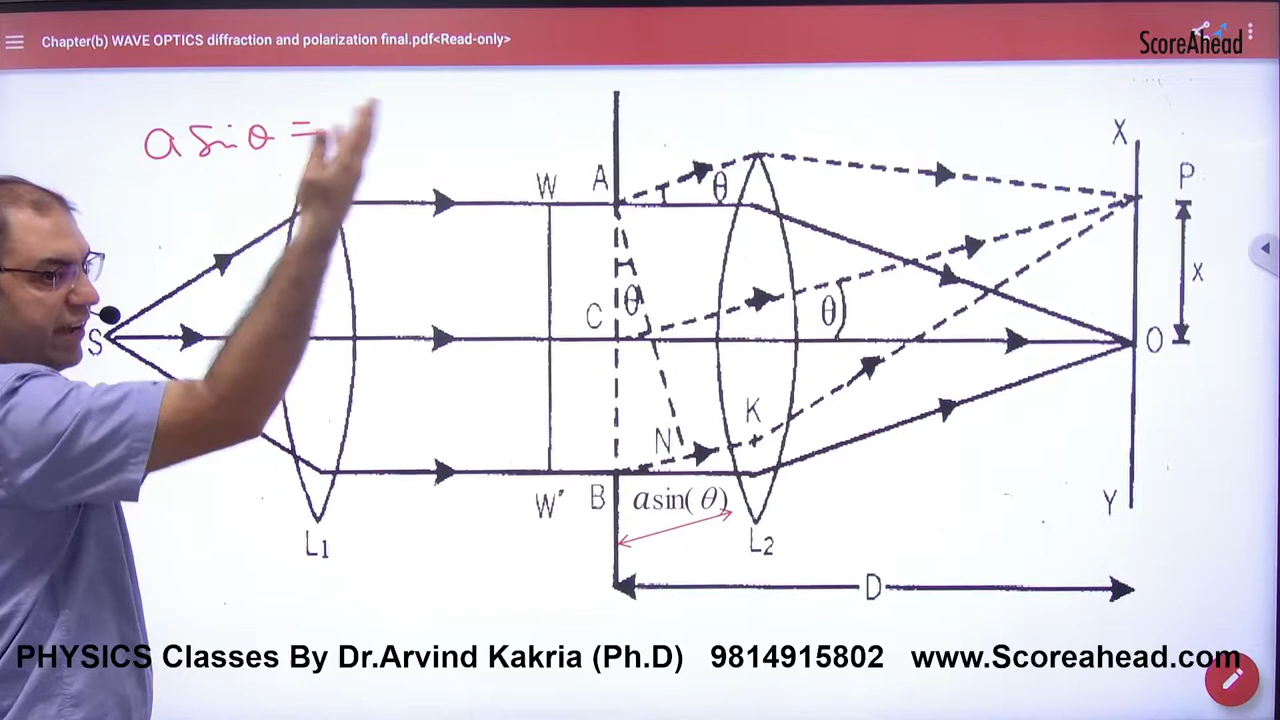 Chapter(b) WAVE OPTICS diffraction and polarization final.pdf<Read-only>
ScoreAhead
a sin θ =
X
W
A
θ
P
x
C
θ
θ
S
O
K
N
W'
B
a sin( θ )
Y
L1
L2
D
PHYSICS Classes By Dr.Arvind Kakria (Ph.D) 9814915802 www.Scoreahead.com